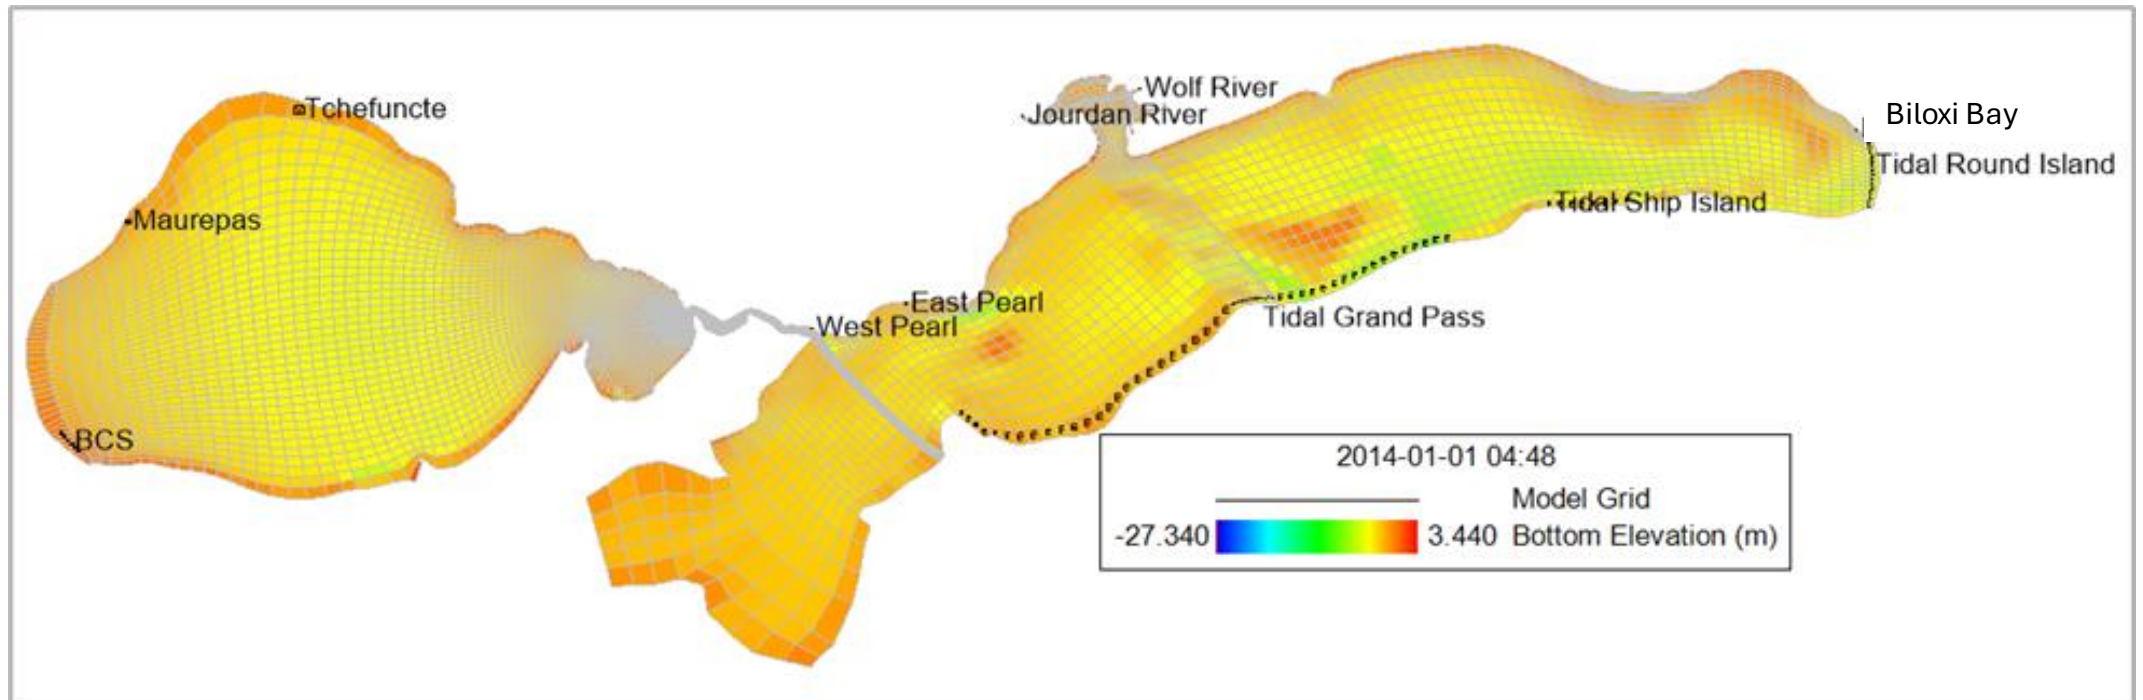 Wolf River
Tchefuncte
Jourdan River
Biloxi Bay
Tidal Round Island
Tidal Ship Island
Maurepas
East Pearl
West Pearl
Tidal Grand Pass
BCS
2014-01-01 04:48
Model Grid
-27.340 3.440 Bottom Elevation (m)